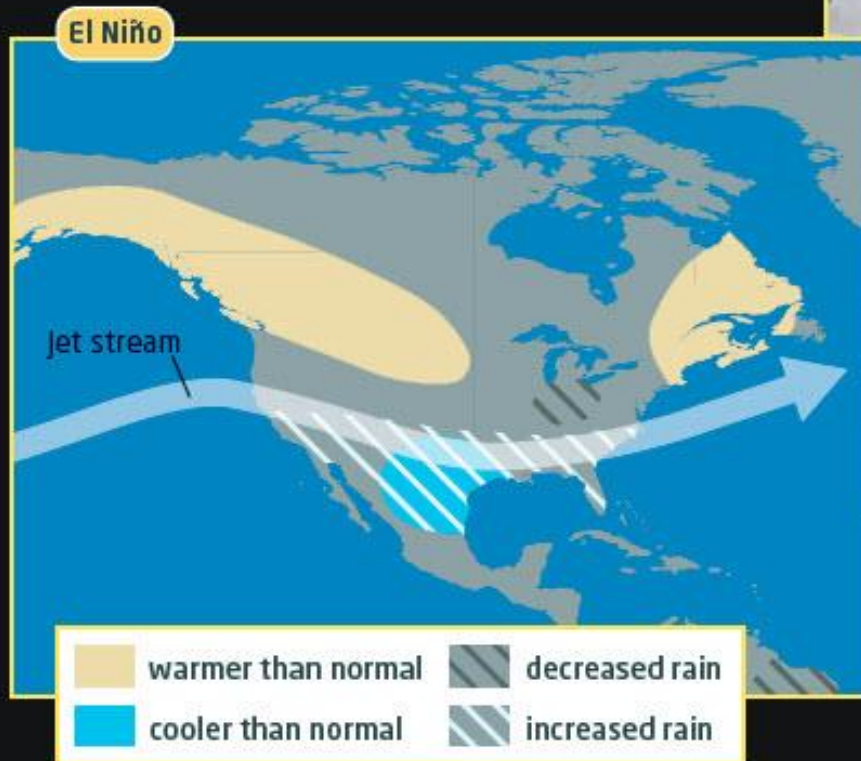 El Niño
jet stream
warmer than normal
decreased rain
cooler than normal
increased rain